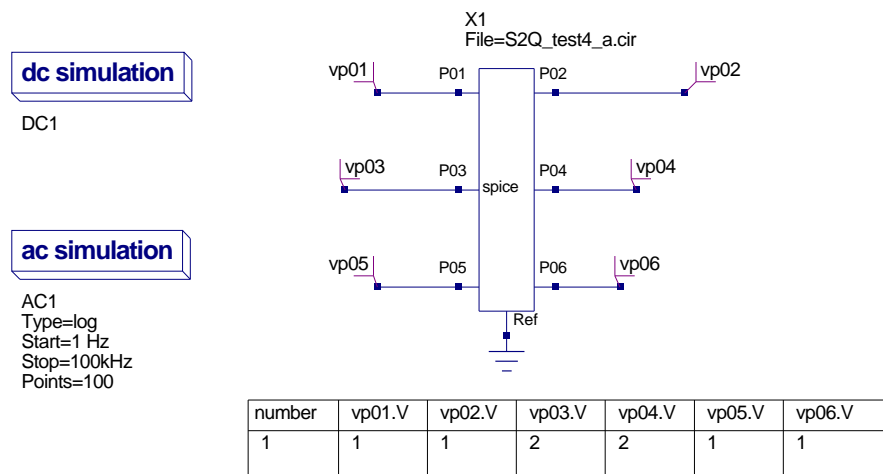 X1
File=S2Q_test4_a.cir
dc simulation
DC1
vp01 P01 P02 vp02
vp03 P03 spice P04 vp04
ac simulation
AC1
Type=log
Start=1 Hz
Stop=100kHz
Points=100
vp05 P05 P06 vp06
Ref
number vp01.V vp02.V vp03.V vp04.V vp05.V vp06.V
1 1 1 2 2 1 1